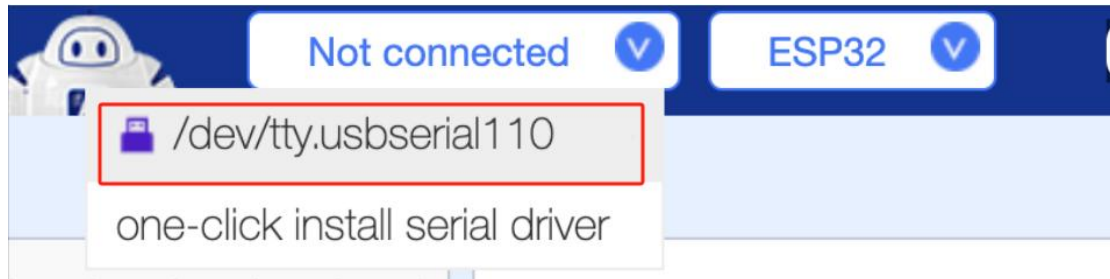 Not connected ESP32
/dev/tty.usbserial110
one-click install serial driver